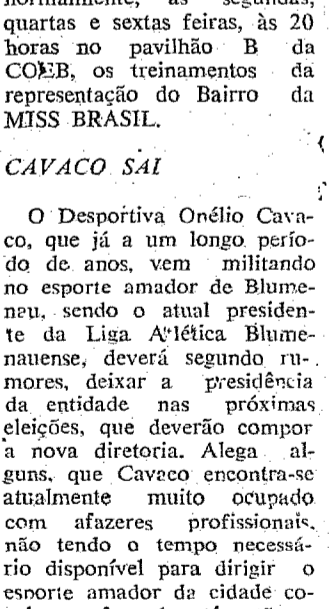 normalmente, as segundas,
quartas e sextas feiras, às 20
horas no pavilhão B da
COEB, os treinamentos da
representação do Bairro da
MISS BRASIL.
CAVACO SAI
O Desportiva Onélio Cava-
co, que já a um longo perío-
do de anos, vem militando
no esporte amador de Blume-
nau, sendo o atual presiden-
te da Liga Atlética Blume-
nauense, deverá segundo ru-
mores, deixar a presidência
da entidade nas próximas
eleições, que deverão compor
a nova diretoria. Alega al-
guns, que Cavaco encontra-se
atualmente muito ocupado
com afazeres profissionais,
não tendo o tempo necessá-
rio disponível para dirigir o
esporte amador da cidade co-